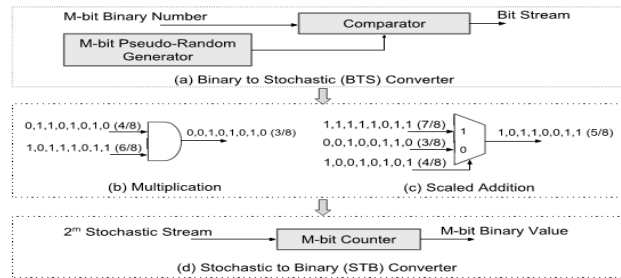 M-bit Binary Number
Comparator
Bit Stream
M-bit Pseudo-Random
Generator
(a) Binary to Stochastic (BTS) Converter
0,1,1,0,1,0,1,0 (4/8)
0,0,1,0,1,0,1,0 (3/8)
1,0,1,1,1,0,1,1 (6/8)
1,1,1,1,1,0,1,1 (7/8)
1
1,0,1,1,0,0,1,1 (5/8)
0,0,1,0,0,1,1,0 (3/8)
0
1,0,0,1,0,1,0,1 (4/8)
(b) Multiplication
(c) Scaled Addition
2ᵐ Stochastic Stream
M-bit Counter
M-bit Binary Value
(d) Stochastic to Binary (STB) Converter